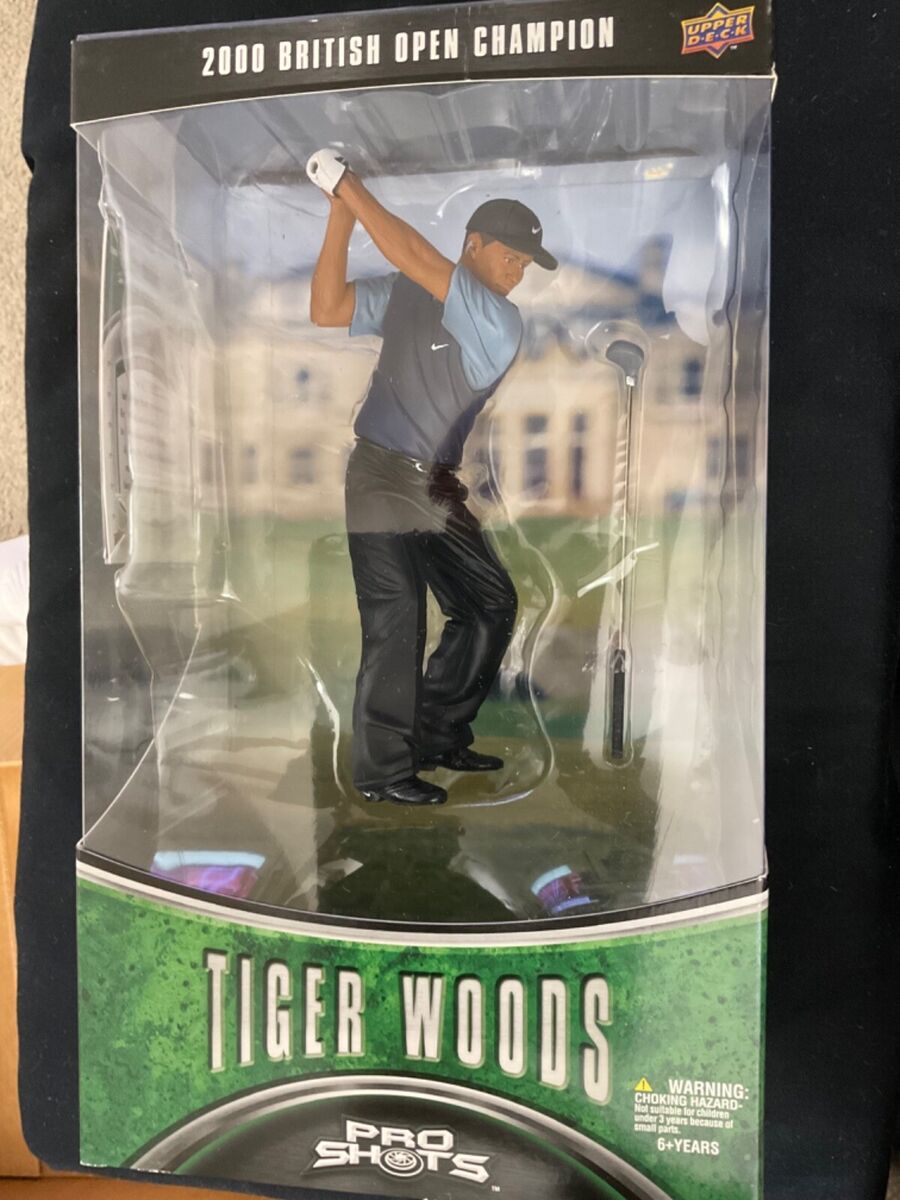 2000 BRITISH OPEN CHAMPION
UPPER
D·E·C·K
TIGER WOODS
WARNING:
CHOKING HAZARD-
Not suitable for children
under 3 years because of
small parts.
6+YEARS
PRO
SHOTS